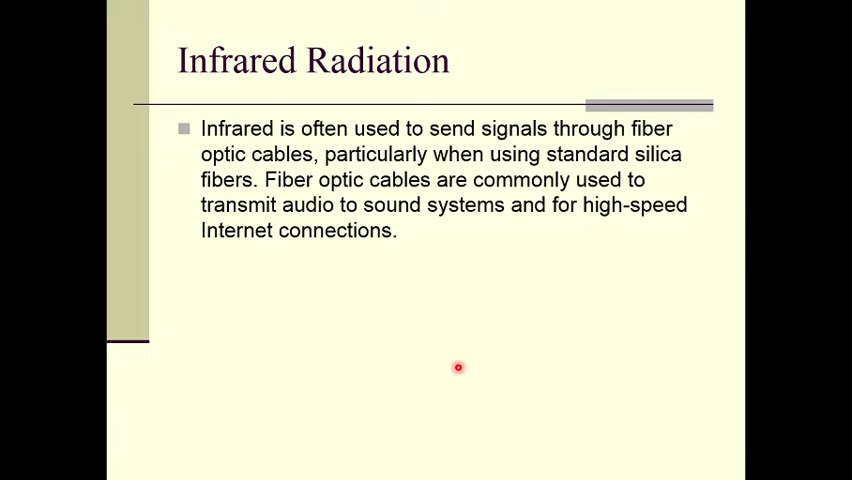 Infrared Radiation
Infrared is often used to send signals through fiber
optic cables, particularly when using standard silica
fibers. Fiber optic cables are commonly used to
transmit audio to sound systems and for high-speed
Internet connections.